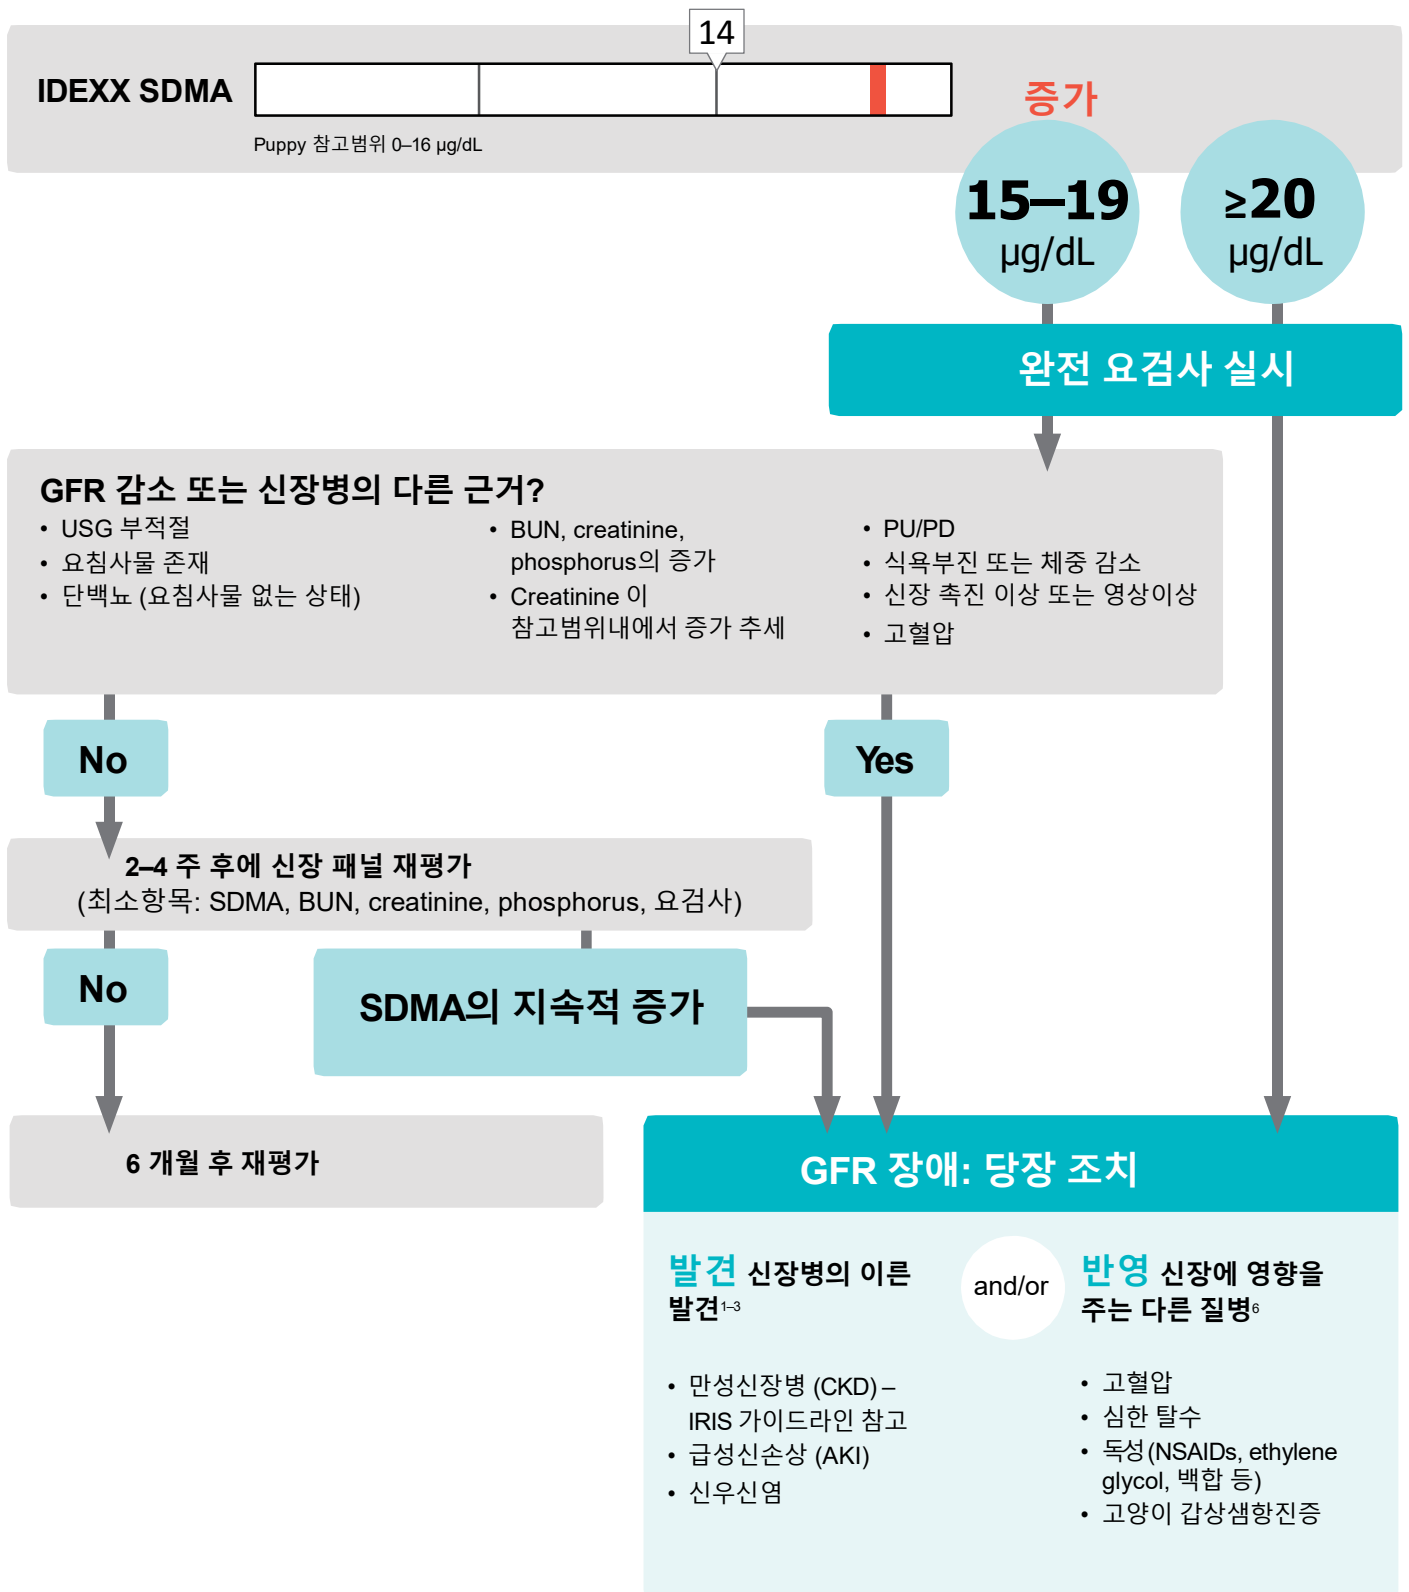 14
IDEXX SDMA
증가
Puppy 참고범위 0–16 µg/dL
15–19
µg/dL
≥20
µg/dL
완전 요검사 실시
GFR 감소 또는 신장병의 다른 근거?
• USG 부적절
• 요침사물 존재
• 단백뇨 (요침사물 없는 상태)
• BUN, creatinine,
phosphorus의 증가
• Creatinine 이
참고범위내에서 증가 추세
• PU/PD
• 식욕부진 또는 체중 감소
• 신장 촉진 이상 또는 영상이상
• 고혈압
No
Yes
2–4 주 후에 신장 패널 재평가
(최소항목: SDMA, BUN, creatinine, phosphorus, 요검사)
No
SDMA의 지속적 증가
6 개월 후 재평가
GFR 장애: 당장 조치
발견 신장병의 이른
발견1–3
• 만성신장병 (CKD) –
IRIS 가이드라인 참고
• 급성신손상 (AKI)
• 신우신염
and/or
반영 신장에 영향을
주는 다른 질병6
• 고혈압
• 심한 탈수
• 독성(NSAIDs, ethylene
glycol, 백합 등)
• 고양이 갑상샘항진증